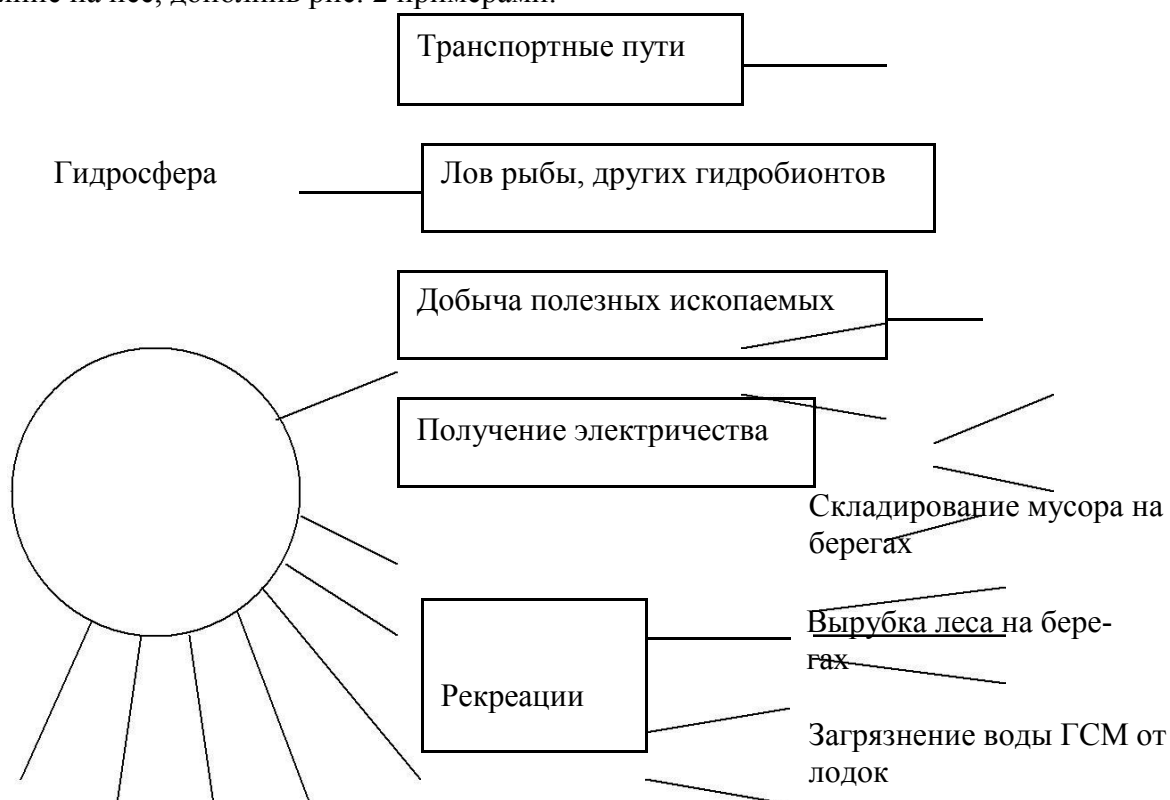 Транспортные пути
Гидросфера
Лов рыбы, других гидробионтов
Добыча полезных ископаемых
Получение электричества
Складирование мусора на
берегах
Вырубка леса на бере-
гах
Рекреации
Загрязнение воды ГСМ от
лодок